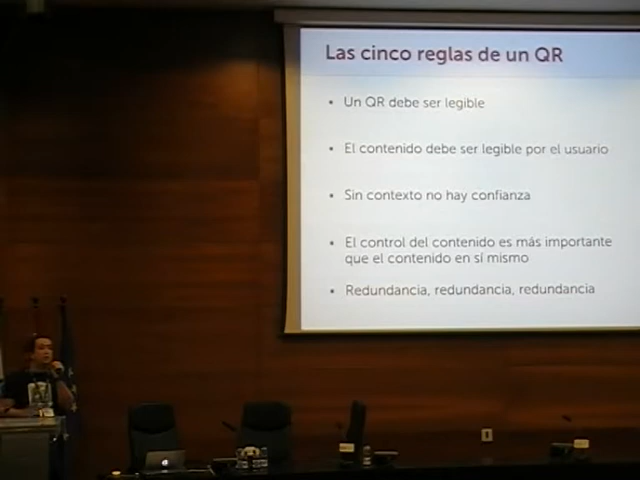 Las cinco reglas de un QR
• Un QR debe ser legible
• El contenido debe ser legible por el usuario
• Sin contexto no hay confianza
• El control del contenido es más importante
que el contenido en sí mismo
• Redundancia, redundancia, redundancia